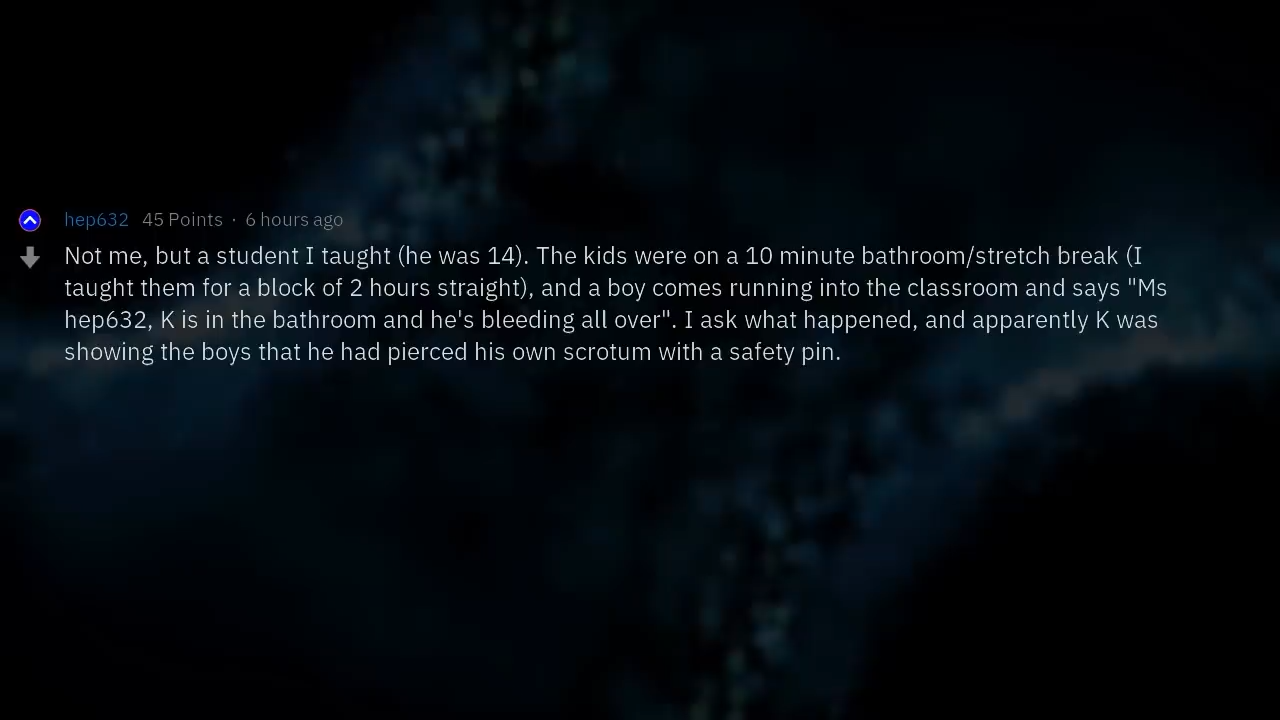 hep632 45 Points · 6 hours ago
Not me, but a student I taught (he was 14). The kids were on a 10 minute bathroom/stretch break (I
taught them for a block of 2 hours straight), and a boy comes running into the classroom and says "Ms
hep632, K is in the bathroom and he's bleeding all over". I ask what happened, and apparently K was
showing the boys that he had pierced his own scrotum with a safety pin.